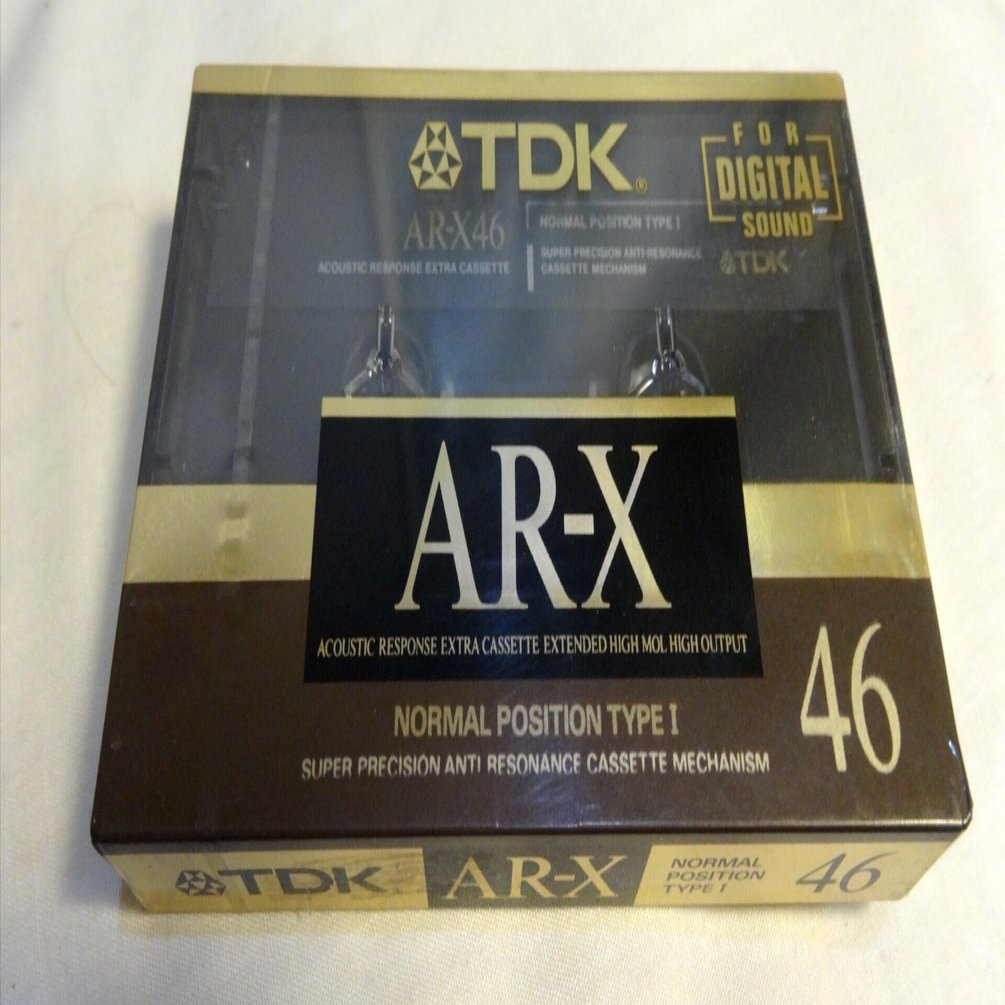 TDK
FOR
DIGITAL
SOUND
AR-X46
NORMAL POSITION TYPE I
ACOUSTIC RESPONSE EXTRA CASSETTE
SUPER PRECISION ANTI-RESONANCE
CASSETTE MECHANISM
TDK
AR-X
ACOUSTIC RESPONSE EXTRA CASSETTE EXTENDED HIGH MOL HIGH OUTPUT
NORMAL POSITION TYPE I
46
SUPER PRECISION ANTI RESONANCE CASSETTE MECHANISM
TDK
AR-X
NORMAL
POSITION
TYPE I
46